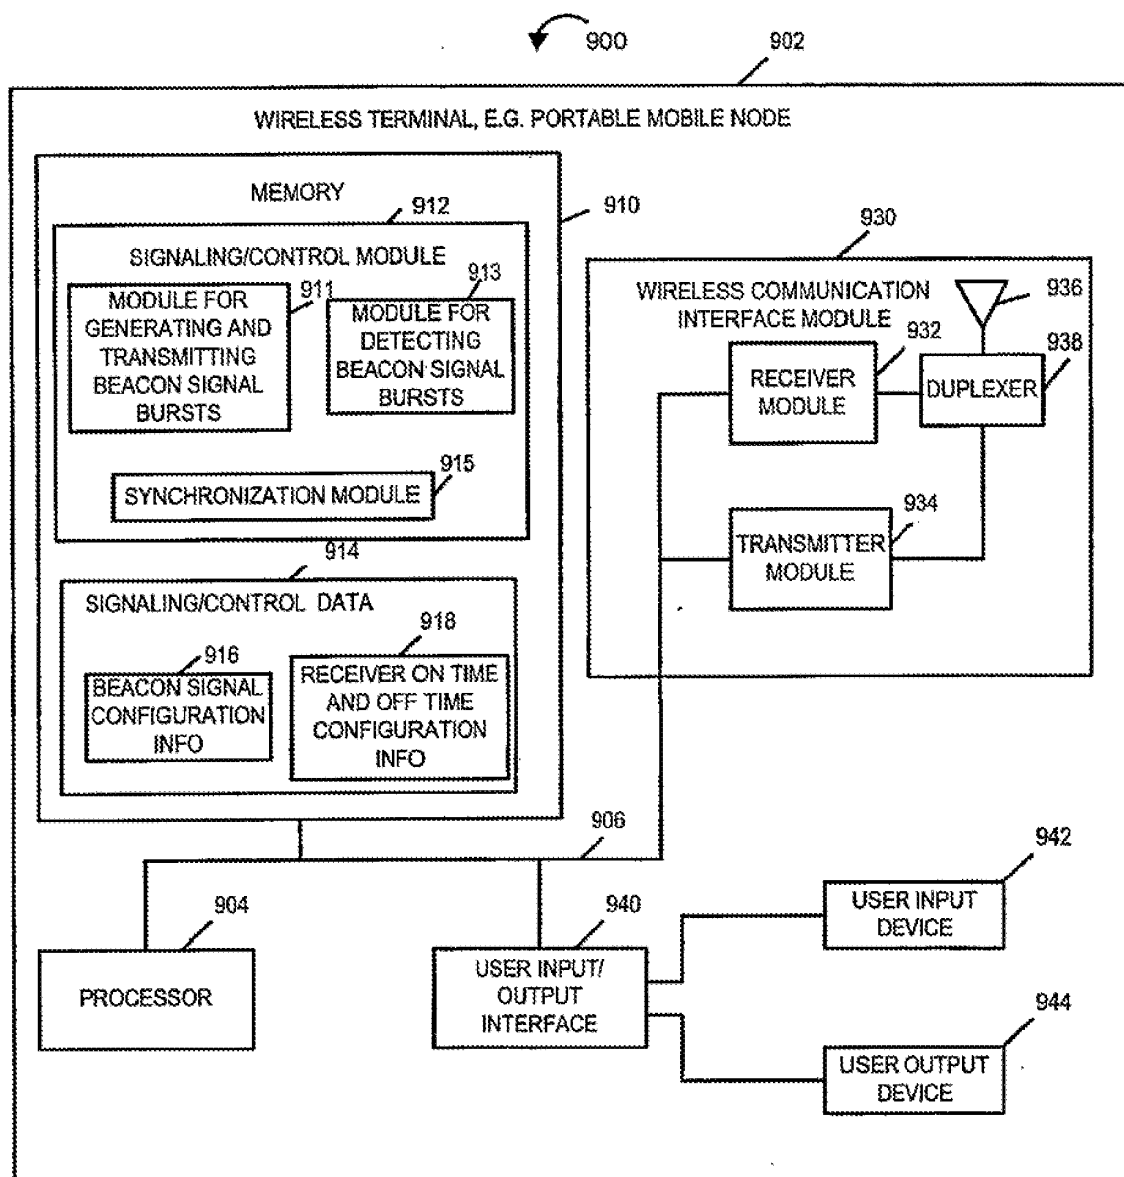 900
902
WIRELESS TERMINAL, E.G. PORTABLE MOBILE NODE
MEMORY
910
912
SIGNALING/CONTROL MODULE
911
MODULE FOR
GENERATING AND
TRANSMITTING
BEACON SIGNAL
BURSTS
913
MODULE FOR
DETECTING
BEACON SIGNAL
BURSTS
915
SYNCHRONIZATION MODULE
914
SIGNALING/CONTROL DATA
916
BEACON SIGNAL
CONFIGURATION
INFO
918
RECEIVER ON TIME
AND OFF TIME
CONFIGURATION
INFO
930
WIRELESS COMMUNICATION
INTERFACE MODULE
936
932
938
RECEIVER
MODULE
DUPLEXER
934
TRANSMITTER
MODULE
906
904
PROCESSOR
940
USER INPUT/
OUTPUT
INTERFACE
942
USER INPUT
DEVICE
944
USER OUTPUT
DEVICE